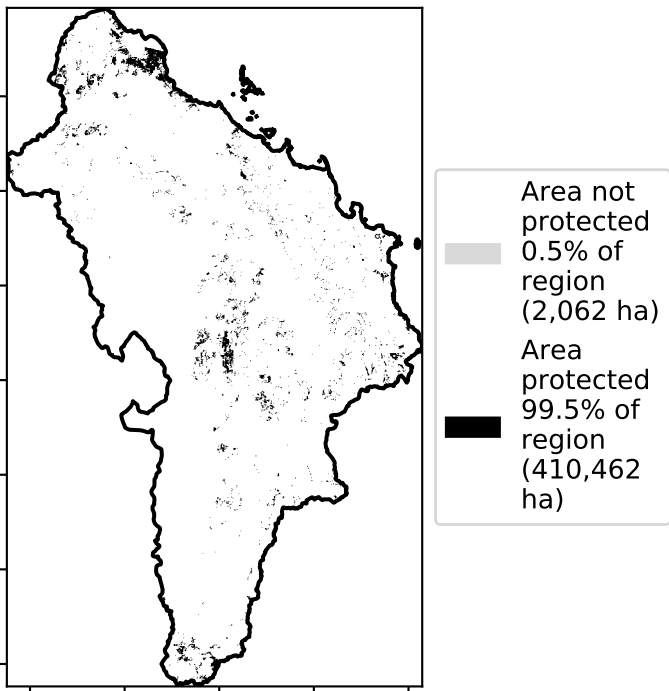 Area not
protected
0.5% of
region
(2,062 ha)
Area
protected
99.5% of
region
(410,462
ha)